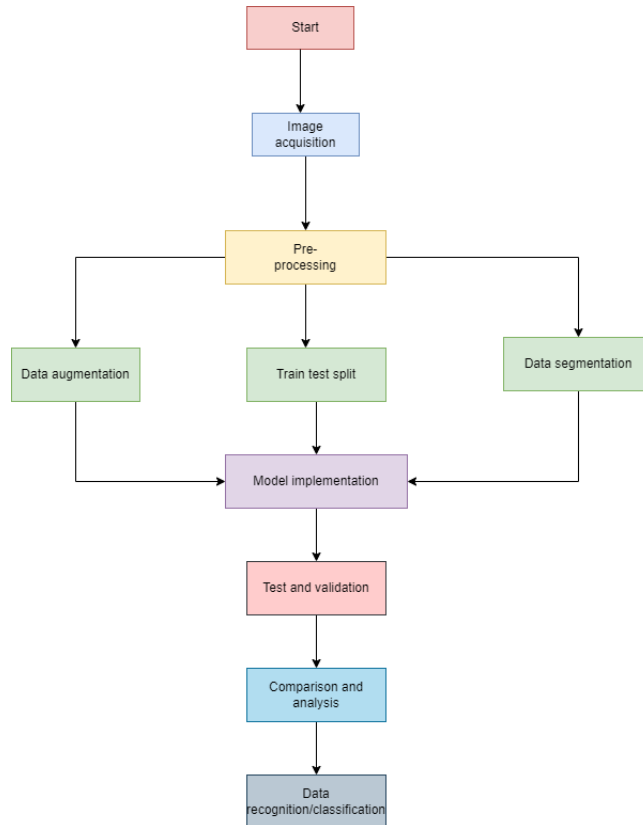 Start
Image
acquisition
Pre-
processing
Data augmentation
Train test split
Data segmentation
Model implementation
Test and validation
Comparison and
analysis
Data
recognition/classification